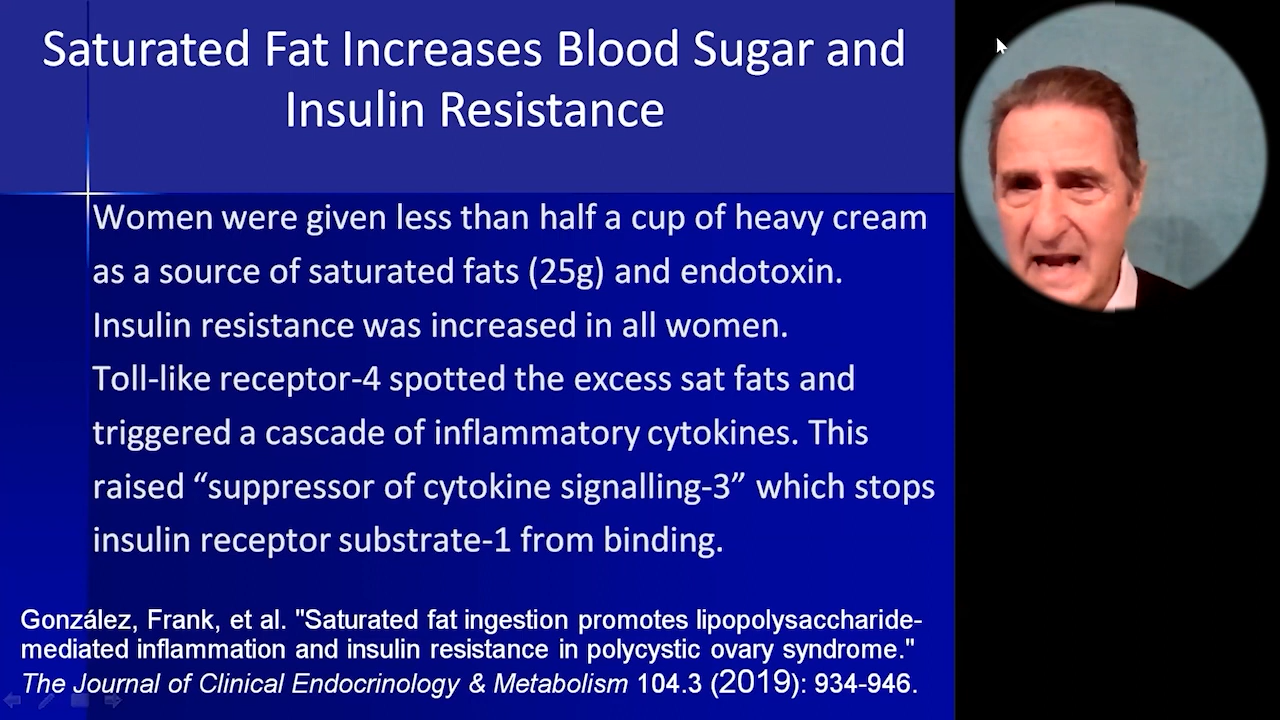 Saturated Fat Increases Blood Sugar and
Insulin Resistance
Women were given less than half a cup of heavy cream
as a source of saturated fats (25g) and endotoxin.
Insulin resistance was increased in all women.
Toll-like receptor-4 spotted the excess sat fats and
triggered a cascade of inflammatory cytokines. This
raised “suppressor of cytokine signalling-3” which stops
insulin receptor substrate-1 from binding.
González, Frank, et al. "Saturated fat ingestion promotes lipopolysaccharide-
mediated inflammation and insulin resistance in polycystic ovary syndrome."
The Journal of Clinical Endocrinology & Metabolism 104.3 (2019): 934-946.